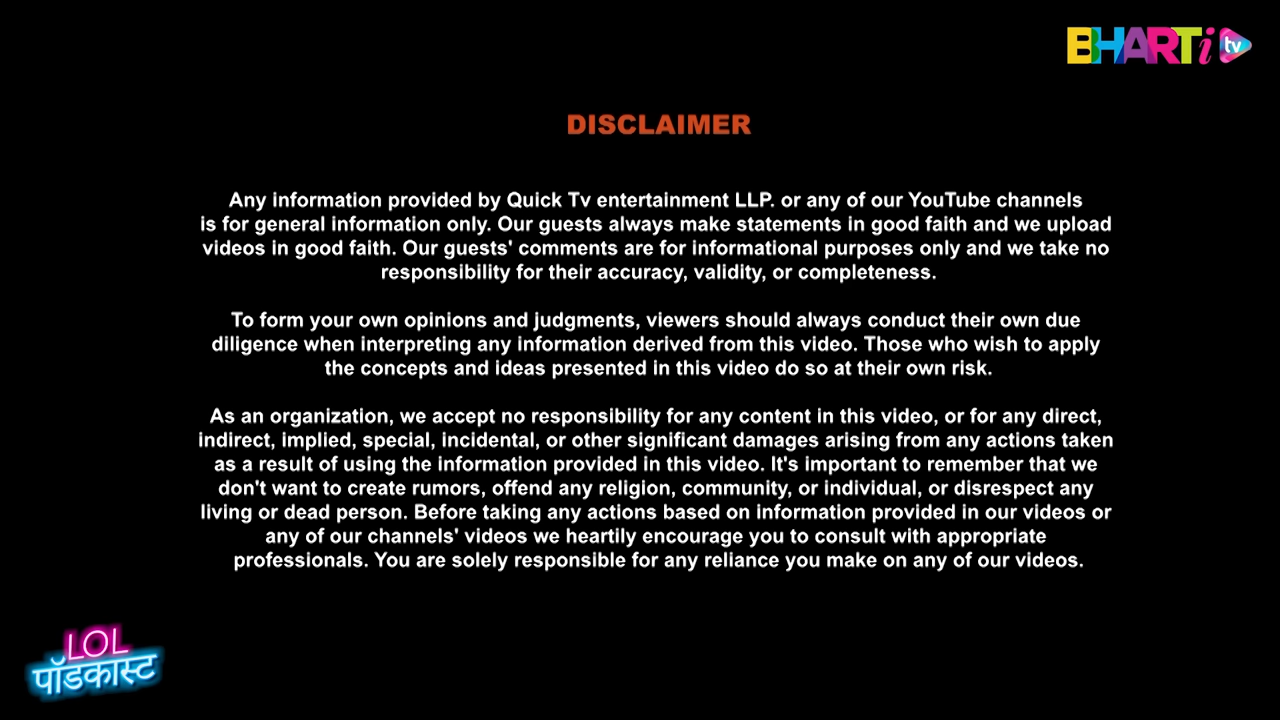 BHARTi tv
DISCLAIMER
Any information provided by Quick Tv entertainment LLP. or any of our YouTube channels
is for general information only. Our guests always make statements in good faith and we upload
videos in good faith. Our guests' comments are for informational purposes only and we take no
responsibility for their accuracy, validity, or completeness.
To form your own opinions and judgments, viewers should always conduct their own due
diligence when interpreting any information derived from this video. Those who wish to apply
the concepts and ideas presented in this video do so at their own risk.
As an organization, we accept no responsibility for any content in this video, or for any direct,
indirect, implied, special, incidental, or other significant damages arising from any actions taken
as a result of using the information provided in this video. It's important to remember that we
don't want to create rumors, offend any religion, community, or individual, or disrespect any
living or dead person. Before taking any actions based on information provided in our videos or
any of our channels' videos we heartily encourage you to consult with appropriate
professionals. You are solely responsible for any reliance you make on any of our videos.
LOL
पॉडकास्ट